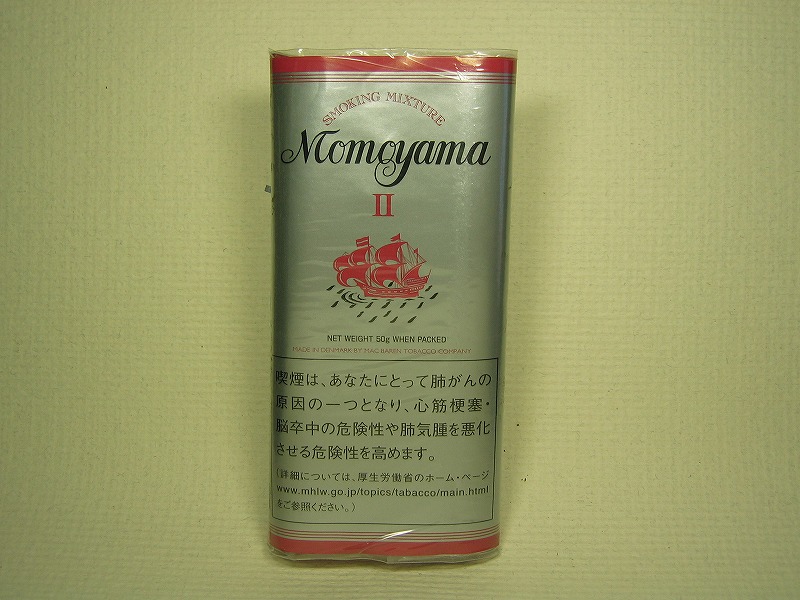 SMOKING MIXTURE
Momoyama
II
NET WEIGHT 50g WHEN PACKED
MADE IN DENMARK BY MAC BAREN TOBACCO COMPANY
喫煙は、あなたにとって肺がんの
原因の一つとなり、心筋梗塞・
脳卒中の危険性や肺気腫を悪化
させる危険性を高めます。
(詳細については、厚生労働省のホーム・ページ
www.mhlw.go.jp/topics/tabacco/main.html
をご参照ください。)